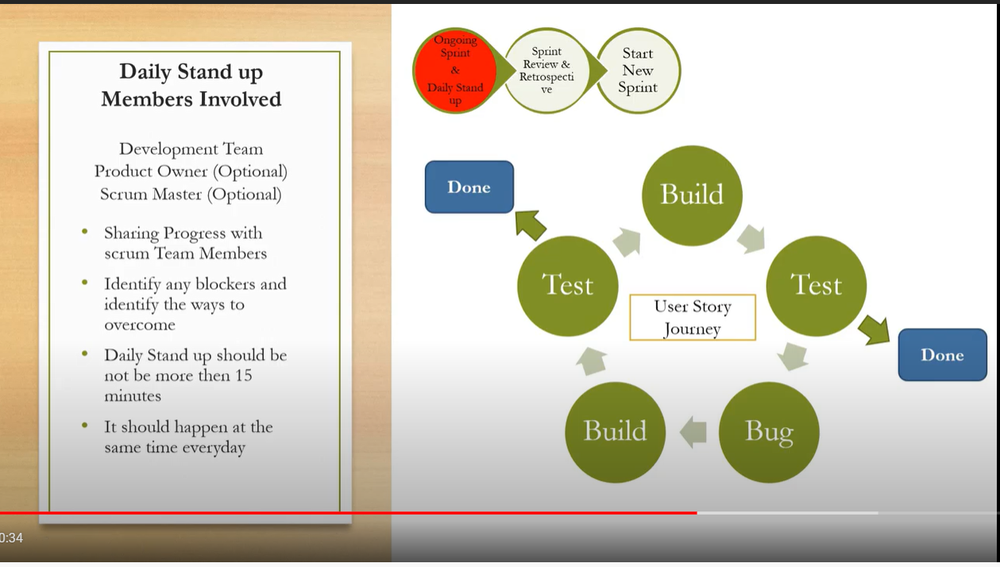 Daily Stand up
Members Involved
Development Team
Product Owner (Optional)
Scrum Master (Optional)
• Sharing Progress with
scrum Team Members
• Identify any blockers and
identify the ways to
overcome
• Daily Stand up should be
not be more then 15
minutes
• It should happen at the
same time everyday
Ongoing
Sprint
&
Daily Stand
up
Sprint
Review &
Retrospecti
ve
Start
New
Sprint
Build
Test
Done
Bug
Build
Test
Done
User Story
Journey
0:34